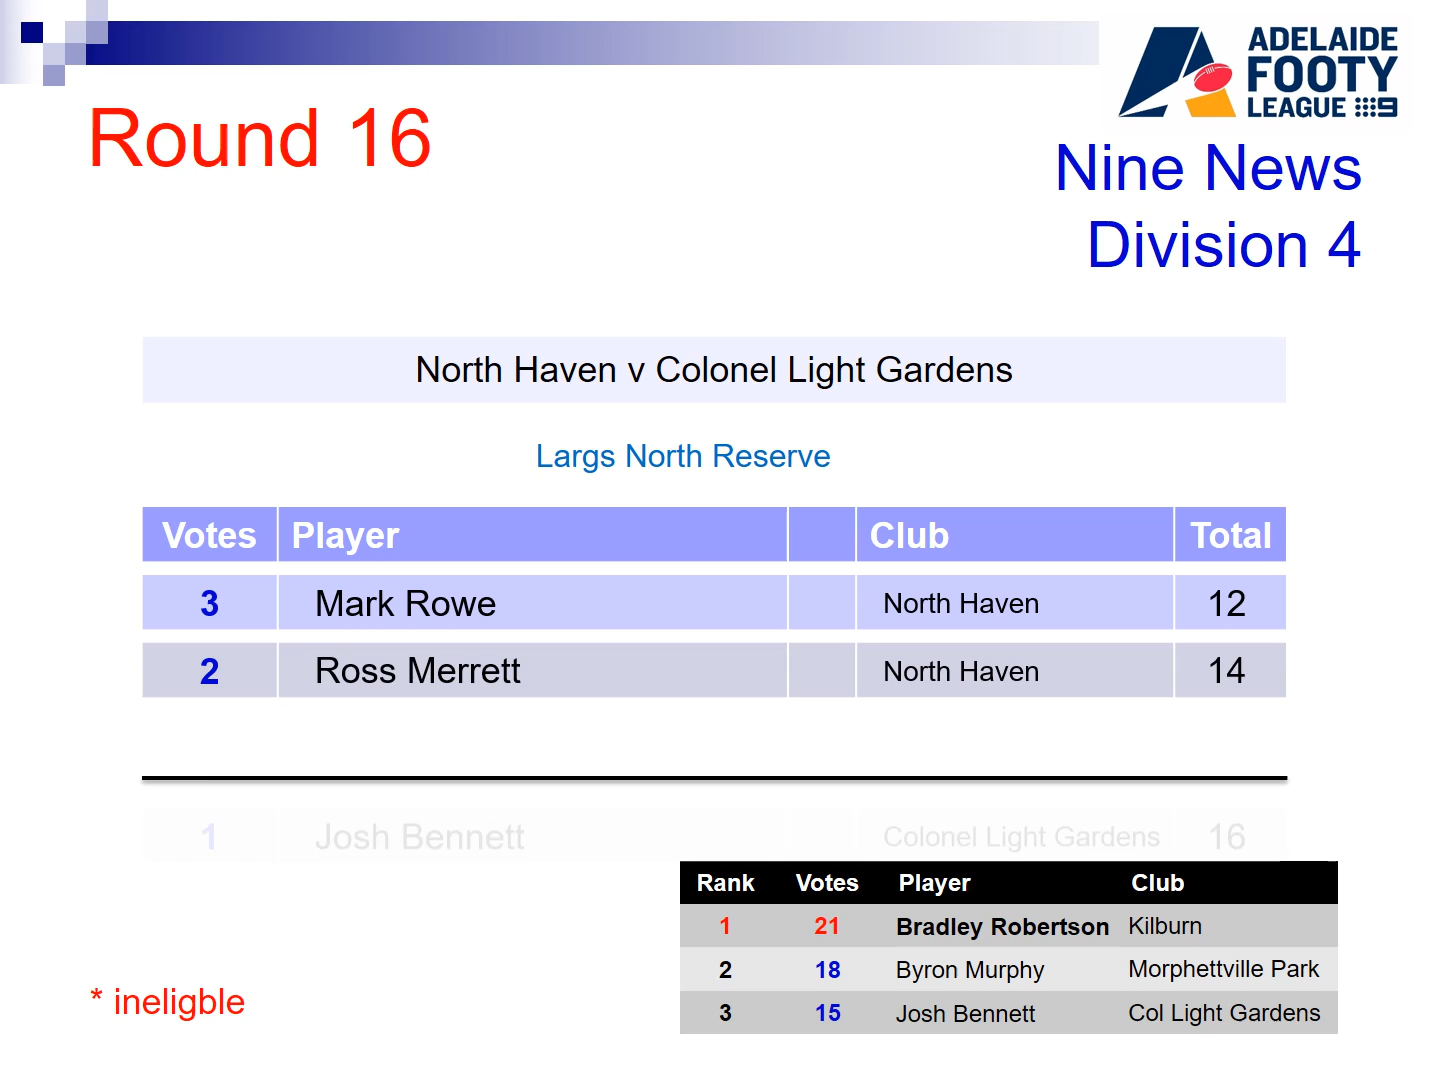 ADELAIDE
FOOTY
LEAGUE 9
Round 16
Nine News
Division 4
North Haven v Colonel Light Gardens
Largs North Reserve
Votes Player Club Total
3 Mark Rowe North Haven 12
2 Ross Merrett North Haven 14
1 Josh Bennett Colonel Light Gardens 16
Rank Votes Player Club
1 21 Bradley Robertson Kilburn
2 18 Byron Murphy Morphettville Park
3 15 Josh Bennett Col Light Gardens
* ineligble